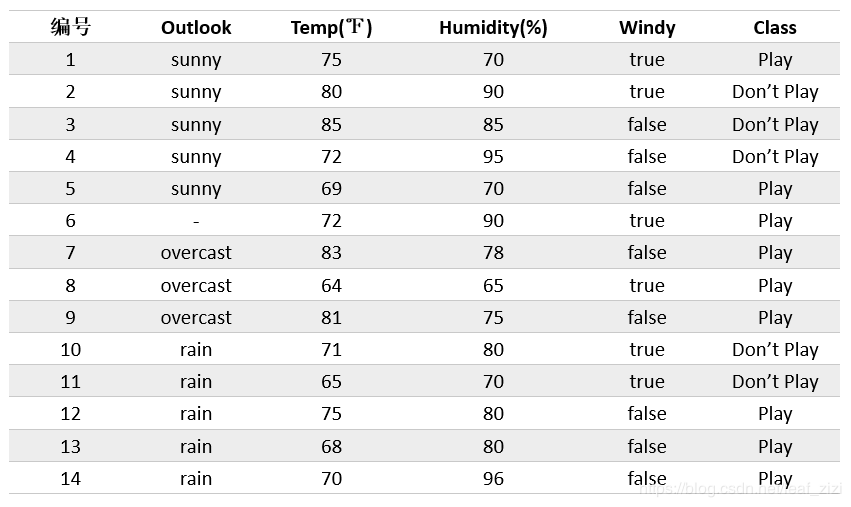 编号 Outlook Temp(℉) Humidity(%) Windy Class
1 sunny 75 70 true Play
2 sunny 80 90 true Don’t Play
3 sunny 85 85 false Don’t Play
4 sunny 72 95 false Don’t Play
5 sunny 69 70 false Play
6 - 72 90 true Play
7 overcast 83 78 false Play
8 overcast 64 65 true Play
9 overcast 81 75 false Play
10 rain 71 80 true Don’t Play
11 rain 65 70 true Don’t Play
12 rain 75 80 false Play
13 rain 68 80 false Play
14 rain 70 96 false Play
https://blog.csdn.net/leaf_zizi